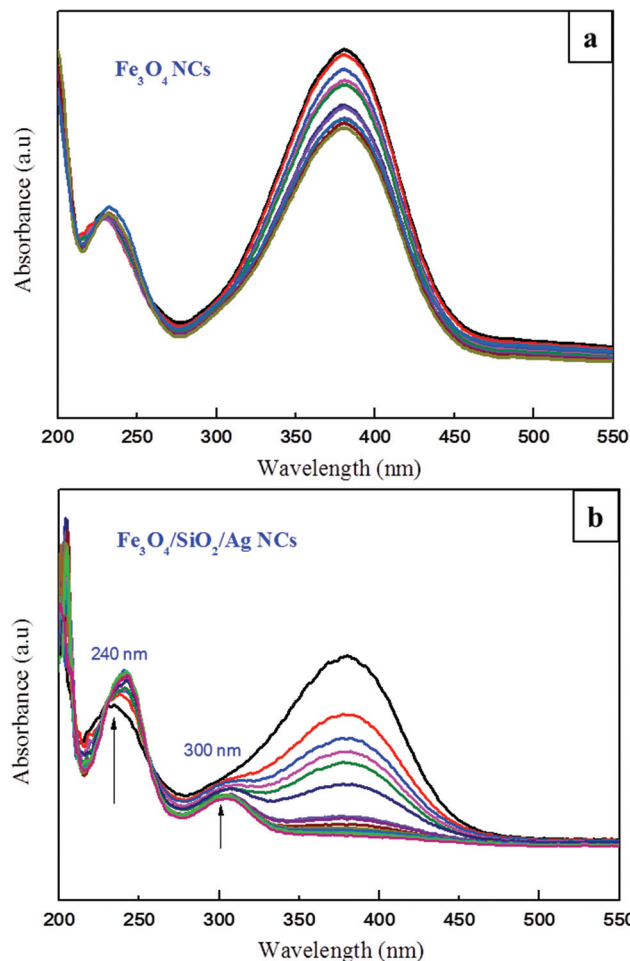 a
Fe₃O₄ NCs
Absorbance (a.u)
200 250 300 350 400 450 500 550
Wavelength (nm)
b
Fe₃O₄/SiO₂/Ag NCs
240 nm
300 nm
Absorbance (a.u)
200 250 300 350 400 450 500 550
Wavelength (nm)